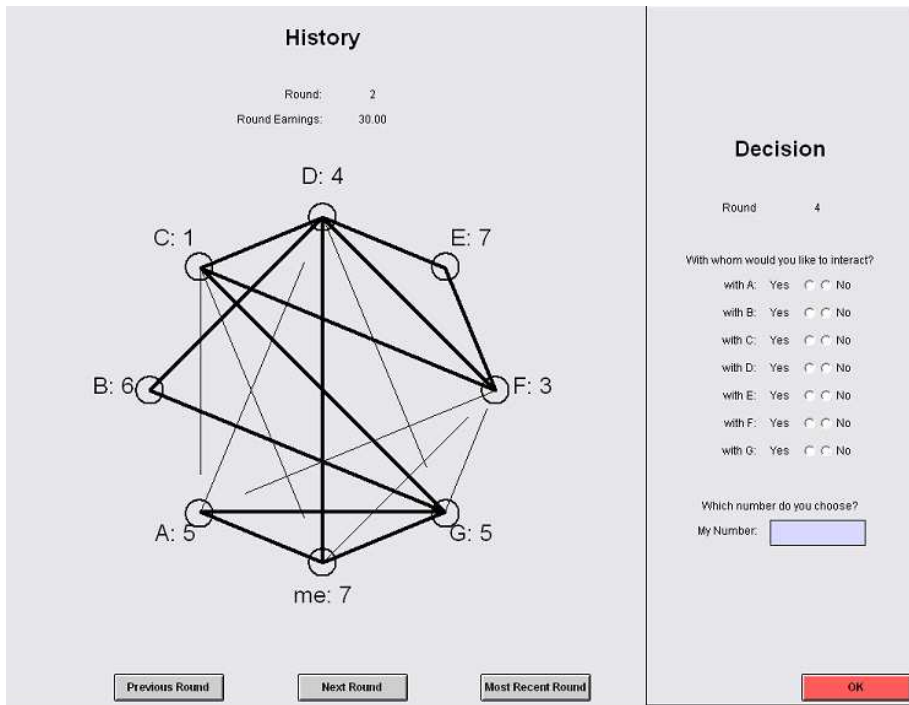 History
Round: 2
Round Earnings: 30.00
D: 4
C: 1
E: 7
B: 6
F: 3
A: 5
G: 5
me: 7
Previous Round
Next Round
Most Recent Round
Decision
Round 4
With whom would you like to interact?
with A: Yes No
with B: Yes No
with C: Yes No
with D: Yes No
with E: Yes No
with F: Yes No
with G: Yes No
Which number do you choose?
My Number:
OK